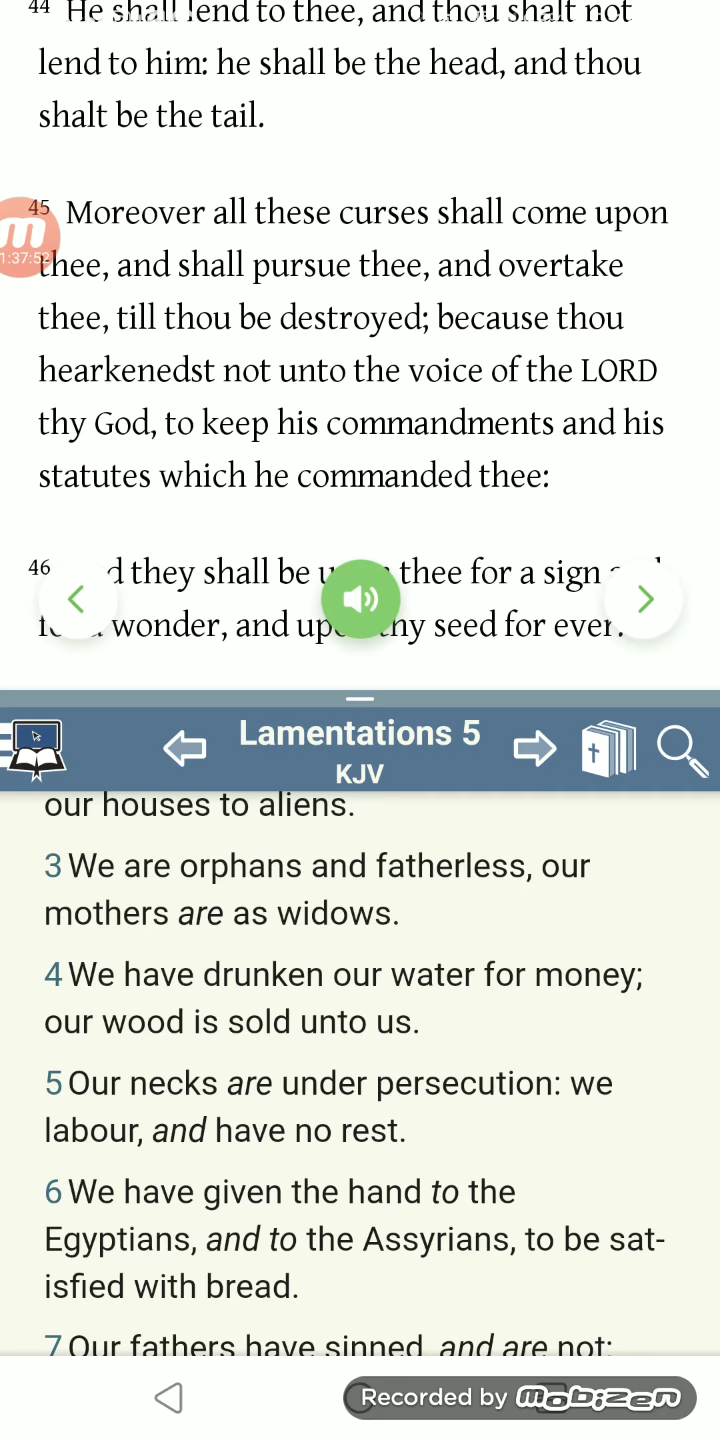 44 He shall lend to thee, and thou shalt not
lend to him: he shall be the head, and thou
shalt be the tail.
45 Moreover all these curses shall come upon
thee, and shall pursue thee, and overtake
1:37:52
thee, till thou be destroyed; because thou
hearkenedst not unto the voice of the LORD
thy God, to keep his commandments and his
statutes which he commanded thee:
46 they shall be thee for a sign
wonder, and thy seed for ever.
Lamentations 5
KJV
our houses to aliens.
3 We are orphans and fatherless, our
mothers are as widows.
4 We have drunken our water for money;
our wood is sold unto us.
5 Our necks are under persecution: we
labour, and have no rest.
6 We have given the hand to the
Egyptians, and to the Assyrians, to be sat-
isfied with bread.
7 Our fathers have sinned, and are not;
Recorded by mobizen